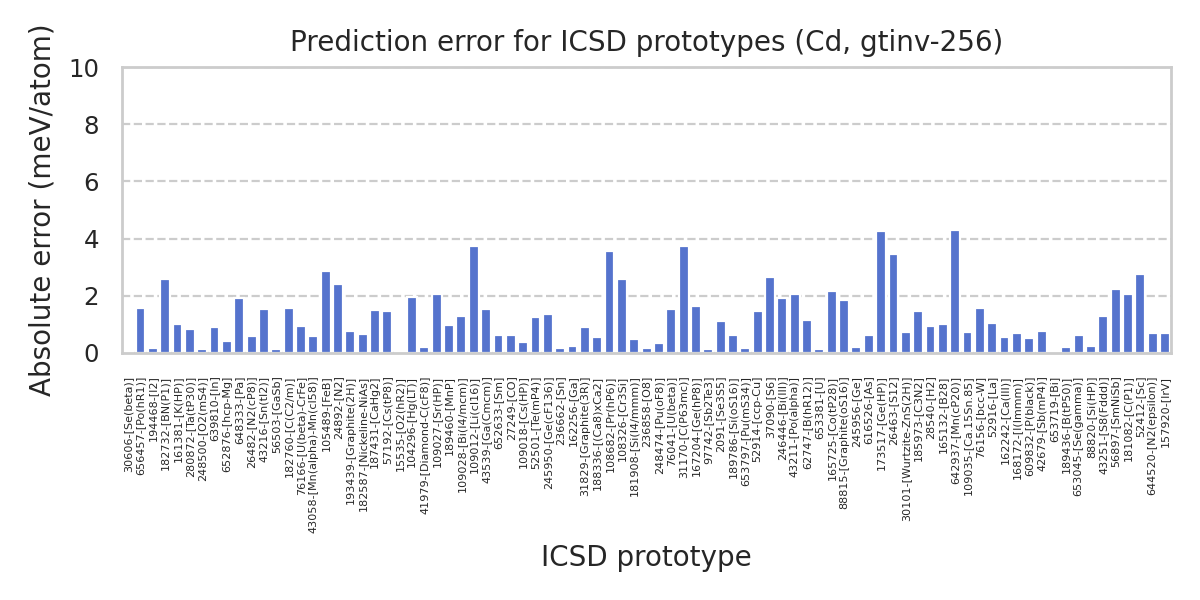 Prediction error for ICSD prototypes (Cd, gtinv-256)
Absolute error (meV/atom)
10
8
6
4
2
0
30606-[Se(beta)]
656457-[Po(hR1)]
194468-[I2]
182732-[BN(P1)]
16381-[K(HP)]
280872-[Ta(tP30)]
248500-[O2(mS4)]
639810-[In]
652876-[hcp-Mg]
648333-[Pa]
26482-[N2(cP8)]
43216-[Sn(tI2)]
56503-[GaSb]
182760-[C(C2/m)]
76166-[U(beta)-CrFe]
43058-[Mn(alpha)-Mn(cI58)]
105489-[FeB]
24892-[N2]
193439-[Graphite(2H)]
182587-[Nickeline-NiAs]
187431-[CaHg2]
57192-[Cs(tP8)]
15535-[O2(hR2)]
104296-[Hg(LT)]
41979-[Diamond-C(cF8)]
109027-[Sr(HP)]
189460-[MnP]
109028-[Bi(I4/mcm)]
109012-[Li(cI16)]
43539-[Ga(Cmcm)]
652633-[Sm]
27249-[CO]
109018-[Cs(HP)]
52501-[Te(mP4)]
245950-[Ge(cF136)]
236662-[Sn]
162256-[Ga]
31829-[Graphite(3R)]
188336-[(Ca8)xCa2]
108682-[Pr(hP6)]
108326-[Cr3Si]
181908-[Si(I4/mmm)]
236858-[O8]
248474-[Pu(oF8)]
76041-[U(beta)]
31170-[C(P63mc)]
167204-[Ge(hP8)]
97742-[Sb2Te3]
2091-[Se3S5]
189786-[Si(oS16)]
653797-[Pu(mS34)]
52914-[ccp-Cu]
37090-[S6]
246446-[Bi(III)]
43211-[Po(alpha)]
62747-[B(hR12)]
653381-[U]
165725-[Co(tP28)]
88815-[Graphite(oS16)]
245956-[Ge]
616526-[As]
173517-[Ge(HP)]
26463-[S12]
30101-[Wurtzite-ZnS(2H)]
185973-[C3N2]
28540-[H2]
165132-[B28]
642937-[Mn(cP20)]
109035-[Ca.15Sn.85]
76156-[bcc-W]
52916-[La]
162242-[Ca(III)]
168172-[I(Immm)]
609832-[P(black)]
42679-[Sb(mP4)]
653719-[Bi]
189436-[B(tP50)]
653045-[Se(gamma)]
88820-[Si(HP)]
43251-[S8(Fddd)]
56897-[SmNiSb]
181082-[C(P1)]
52412-[Sc]
644520-[N2(epsilon)]
157920-[IrV]
ICSD prototype